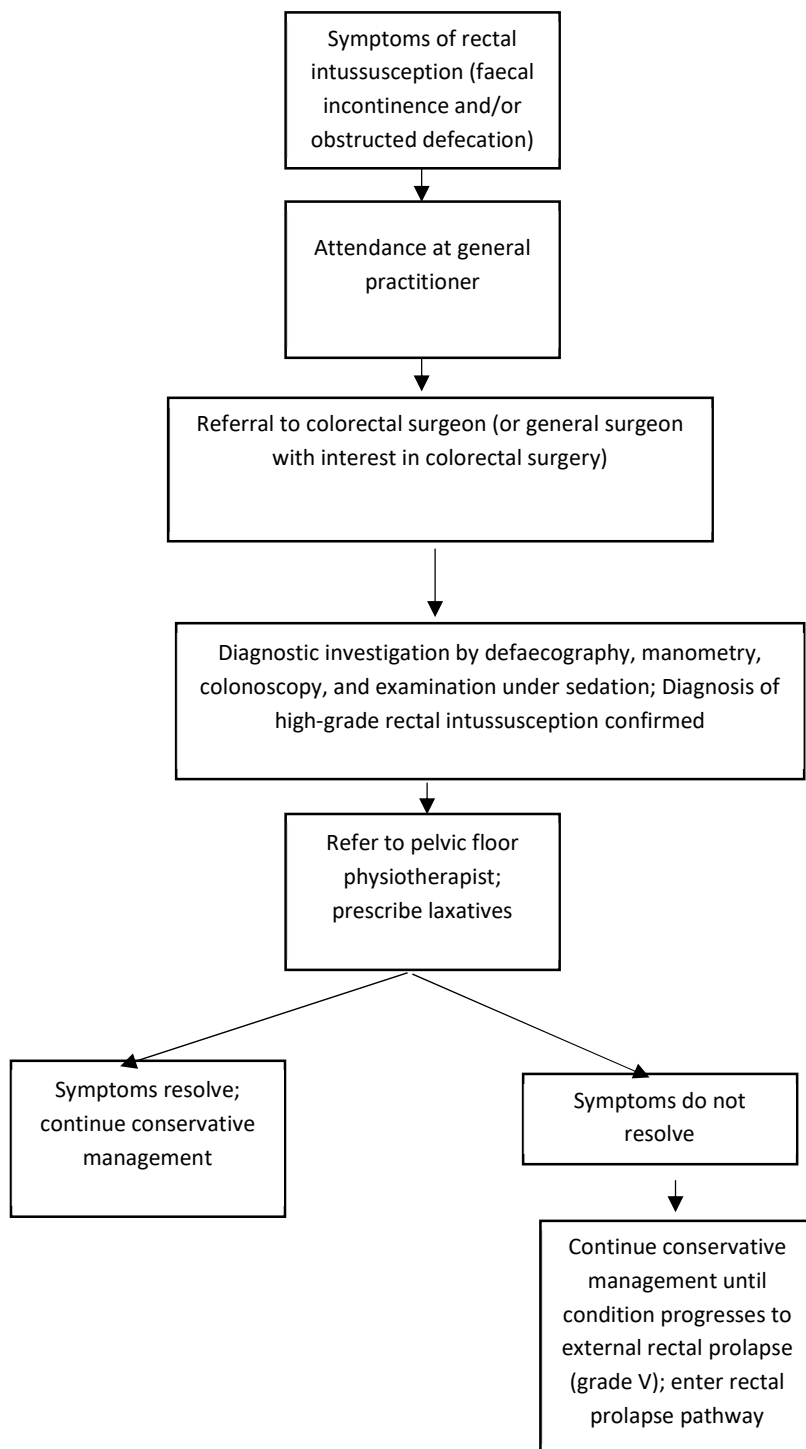 Symptoms of rectal
intussusception (faecal
incontinence and/or
obstructed defecation)
Attendance at general
practitioner
Referral to colorectal surgeon (or general surgeon
with interest in colorectal surgery)
Diagnostic investigation by defaecography, manometry,
colonoscopy, and examination under sedation; Diagnosis of
high-grade rectal intussusception confirmed
Refer to pelvic floor
physiotherapist;
prescribe laxatives
Symptoms resolve;
continue conservative
management
Symptoms do not
resolve
Continue conservative
management until
condition progresses to
external rectal prolapse
(grade V); enter rectal
prolapse pathway